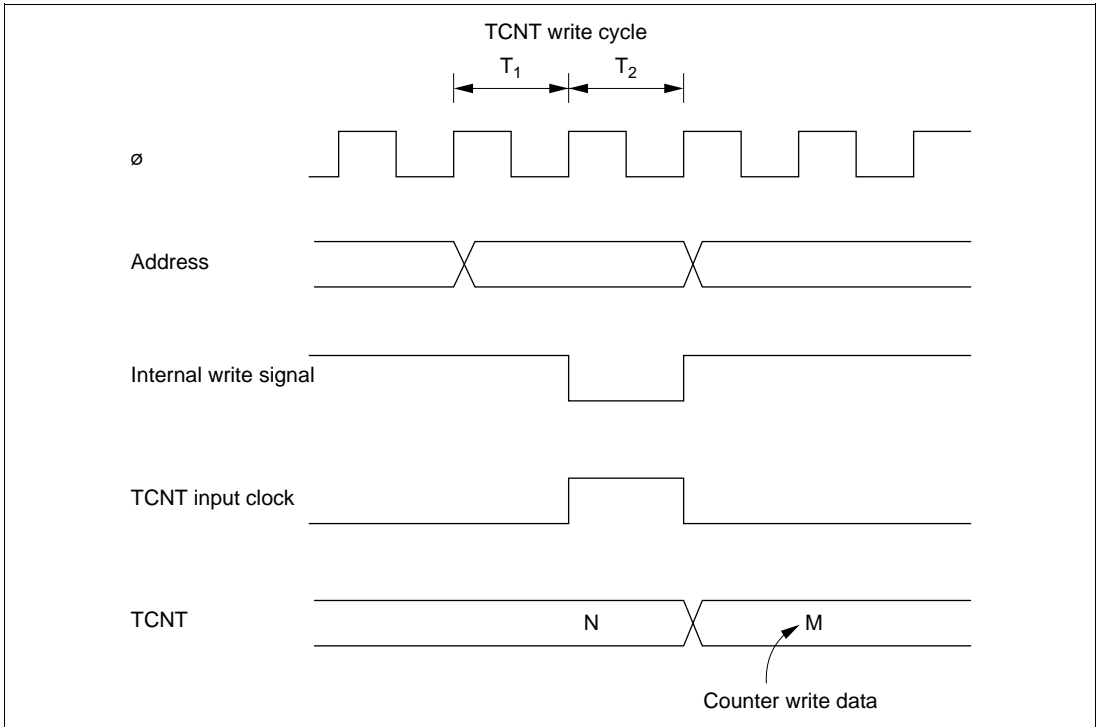 TCNT write cycle
T1 T2
ø
Address
Internal write signal
TCNT input clock
TCNT N M
Counter write data